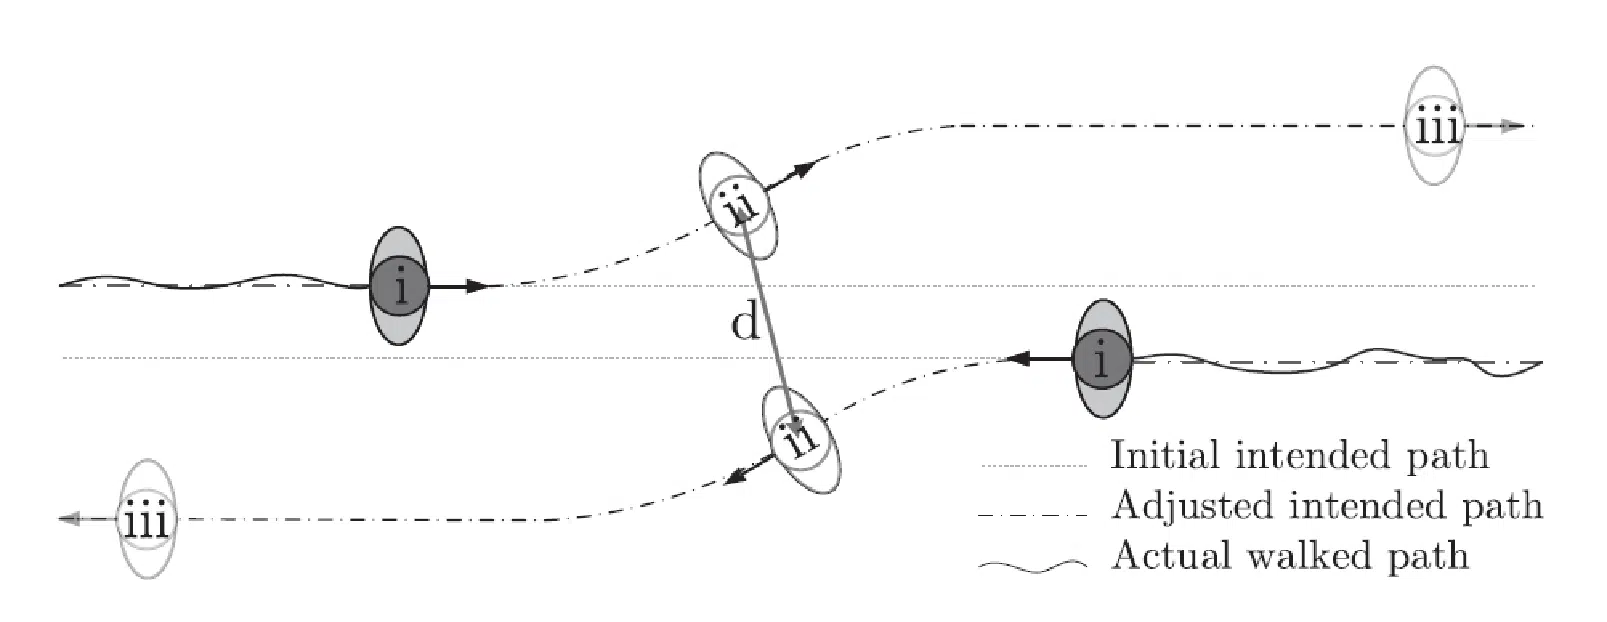 iii
ii
i
d
i
ii
Initial intended path
iii
Adjusted intended path
Actual walked path